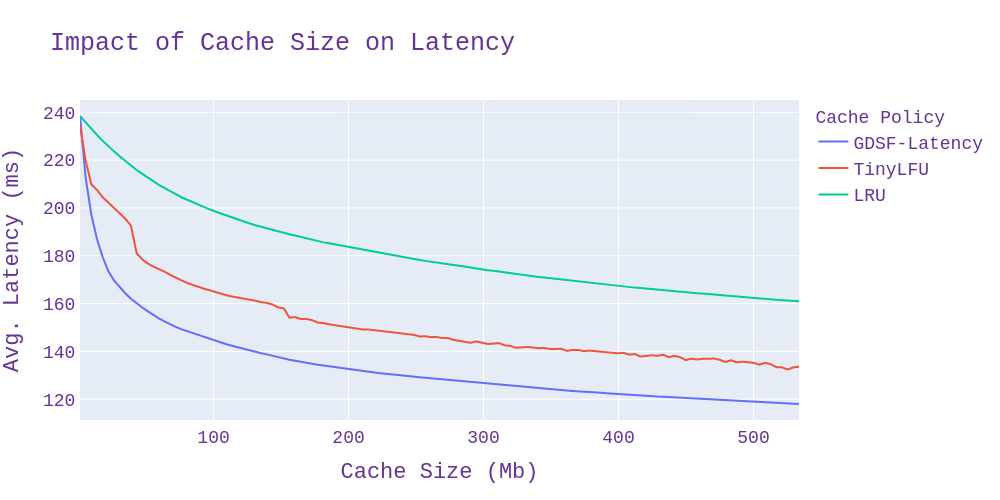 Impact of Cache Size on Latency
Avg. Latency (ms)
240
220
200
180
160
140
120
100
200
300
400
500
Cache Size (Mb)
Cache Policy
GDSF-Latency
TinyLFU
LRU